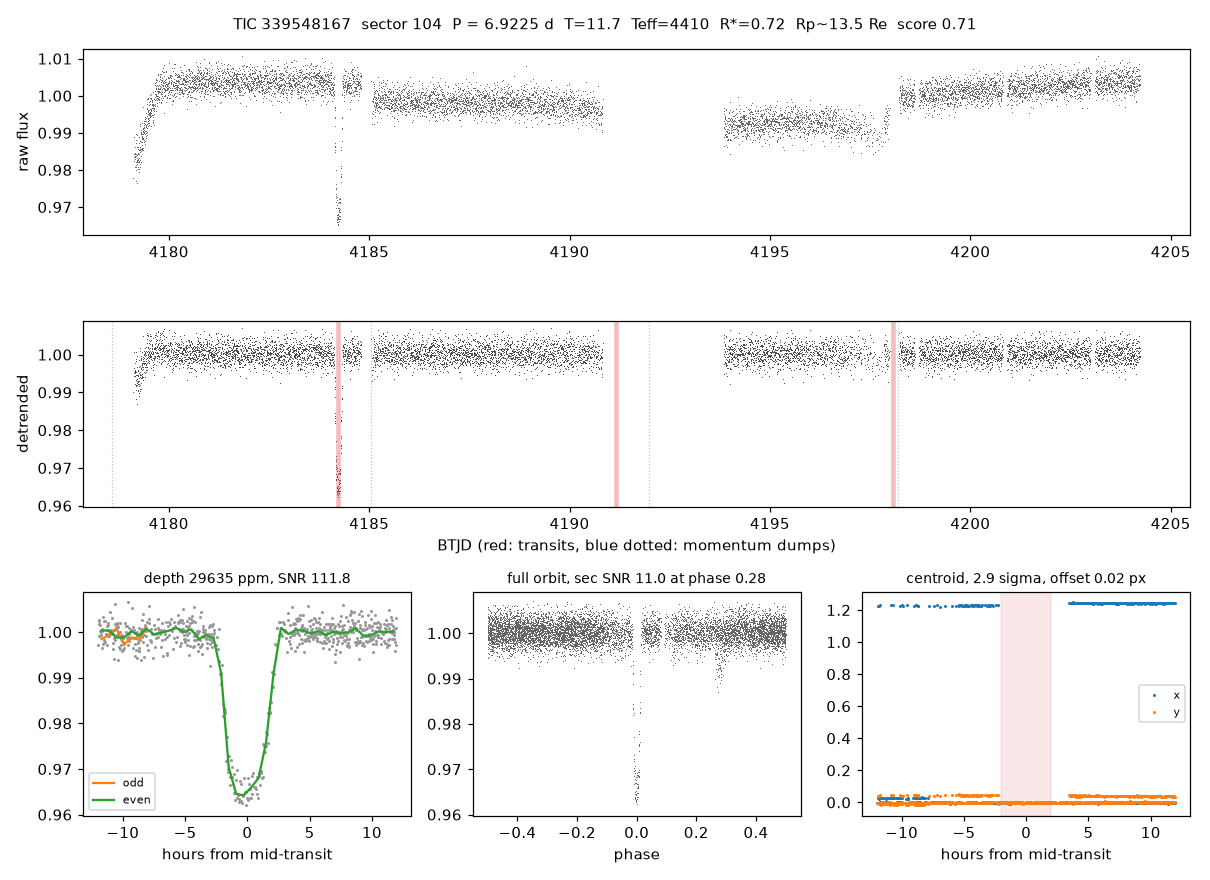 TIC 339548167  sector 104  P = 6.9225 d  T=11.7  Teff=4410  R*=0.72  Rp~13.5 Re  score 0.71
1.01
1.00
0.99
0.98
0.97
raw flux
4180 4185 4190 4195 4200 4205
1.00
0.99
0.98
0.97
0.96
detrended
4180 4185 4190 4195 4200 4205
BTJD (red: transits, blue dotted: momentum dumps)
depth 29635 ppm, SNR 111.8
1.00
0.99
0.98
0.97
0.96
odd
even
−10 −5 0 5 10
hours from mid-transit
full orbit, sec SNR 11.0 at phase 0.28
1.00
0.99
0.98
0.97
0.96
−0.4 −0.2 0.0 0.2 0.4
phase
centroid, 2.9 sigma, offset 0.02 px
1.2
1.0
0.8
0.6
0.4
0.2
0.0
x
y
−10 −5 0 5 10
hours from mid-transit